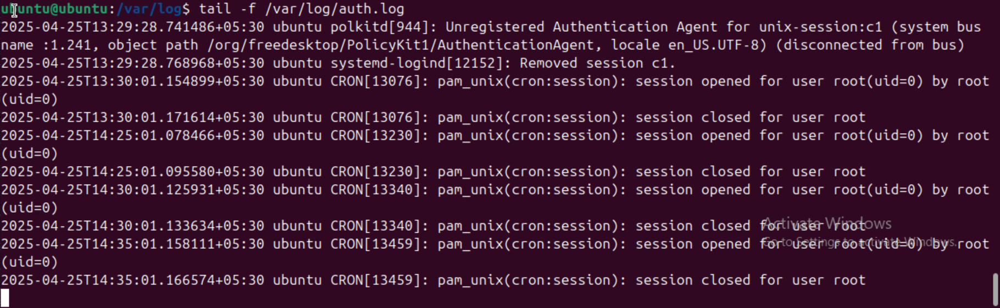 ubuntu@ubuntu:/var/log$ tail -f /var/log/auth.log
2025-04-25T13:29:28.741486+05:30 ubuntu polkitd[944]: Unregistered Authentication Agent for unix-session:c1 (system bus
name :1.241, object path /org/freedesktop/PolicyKit1/AuthenticationAgent, locale en_US.UTF-8) (disconnected from bus)
2025-04-25T13:29:28.768968+05:30 ubuntu systemd-logind[12152]: Removed session c1.
2025-04-25T13:30:01.154899+05:30 ubuntu CRON[13076]: pam_unix(cron:session): session opened for user root(uid=0) by root
(uid=0)
2025-04-25T13:30:01.171614+05:30 ubuntu CRON[13076]: pam_unix(cron:session): session closed for user root
2025-04-25T14:25:01.078466+05:30 ubuntu CRON[13230]: pam_unix(cron:session): session opened for user root(uid=0) by root
(uid=0)
2025-04-25T14:25:01.095580+05:30 ubuntu CRON[13230]: pam_unix(cron:session): session closed for user root
2025-04-25T14:30:01.125931+05:30 ubuntu CRON[13340]: pam_unix(cron:session): session opened for user root(uid=0) by root
(uid=0)
2025-04-25T14:30:01.133634+05:30 ubuntu CRON[13340]: pam_unix(cron:session): session closed for user root
2025-04-25T14:35:01.158111+05:30 ubuntu CRON[13459]: pam_unix(cron:session): session opened for user root(uid=0) by root
(uid=0)
2025-04-25T14:35:01.166574+05:30 ubuntu CRON[13459]: pam_unix(cron:session): session closed for user root
Activate Windows
Go to Settings to activate Windows.